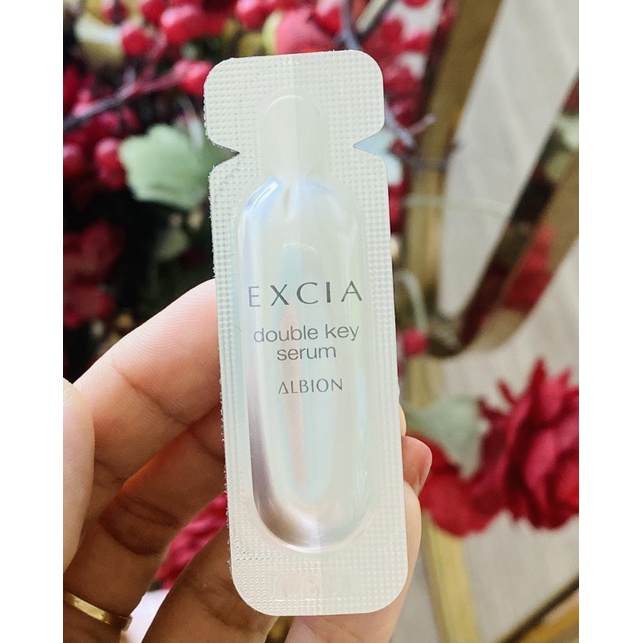 EXCIA
double key
serum
ALBION